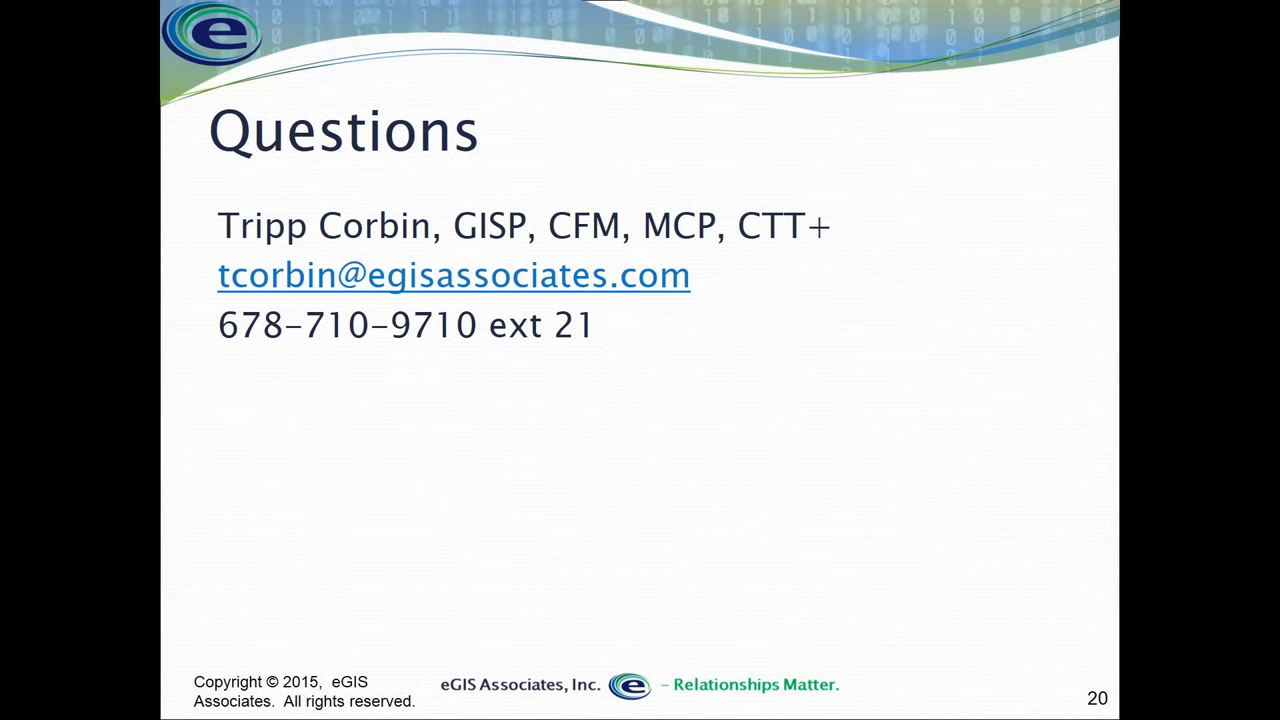 e
Questions
Tripp Corbin, GISP, CFM, MCP, CTT+
tcorbin@egisassociates.com
678-710-9710 ext 21
Copyright © 2015, eGIS
Associates. All rights reserved.
eGIS Associates, Inc. e - Relationships Matter.
20